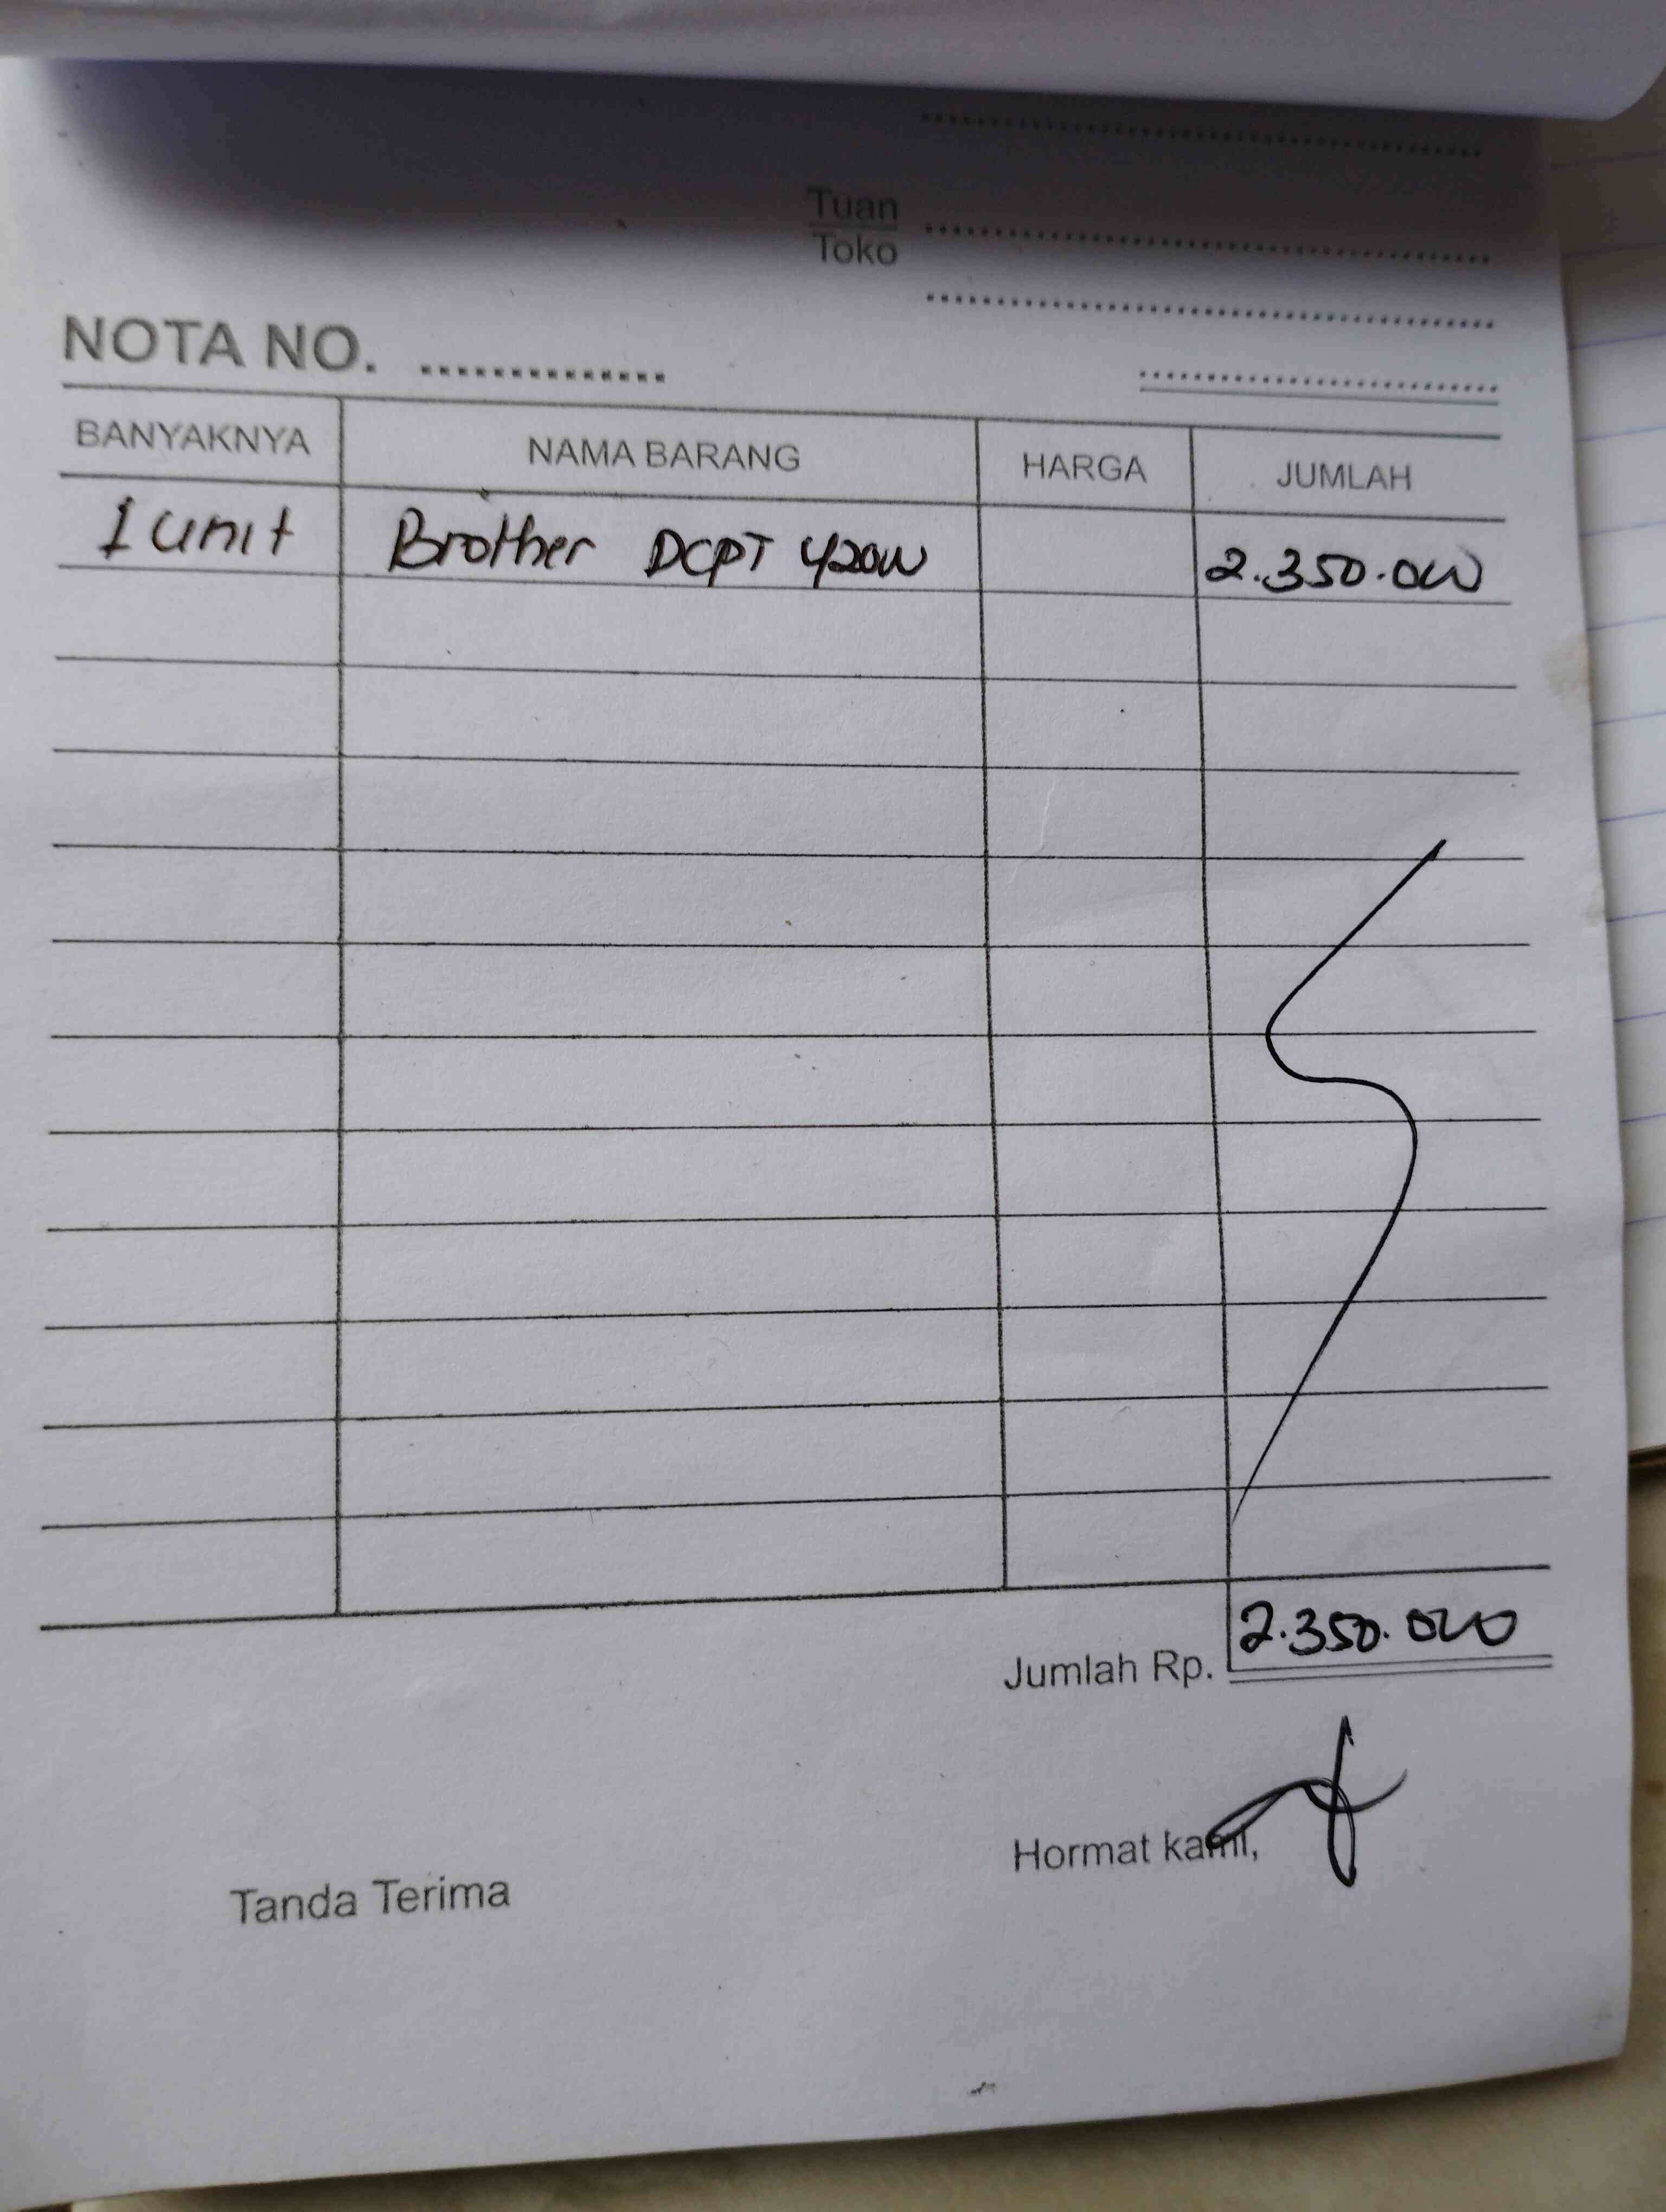 Tuan
Toko
NOTA NO. ..............
BANYAKNYA NAMA BARANG HARGA JUMLAH
1 unit Brother DCPT 420W 2.350.000
Jumlah Rp. 2.350.000
Hormat kami,
Tanda Terima